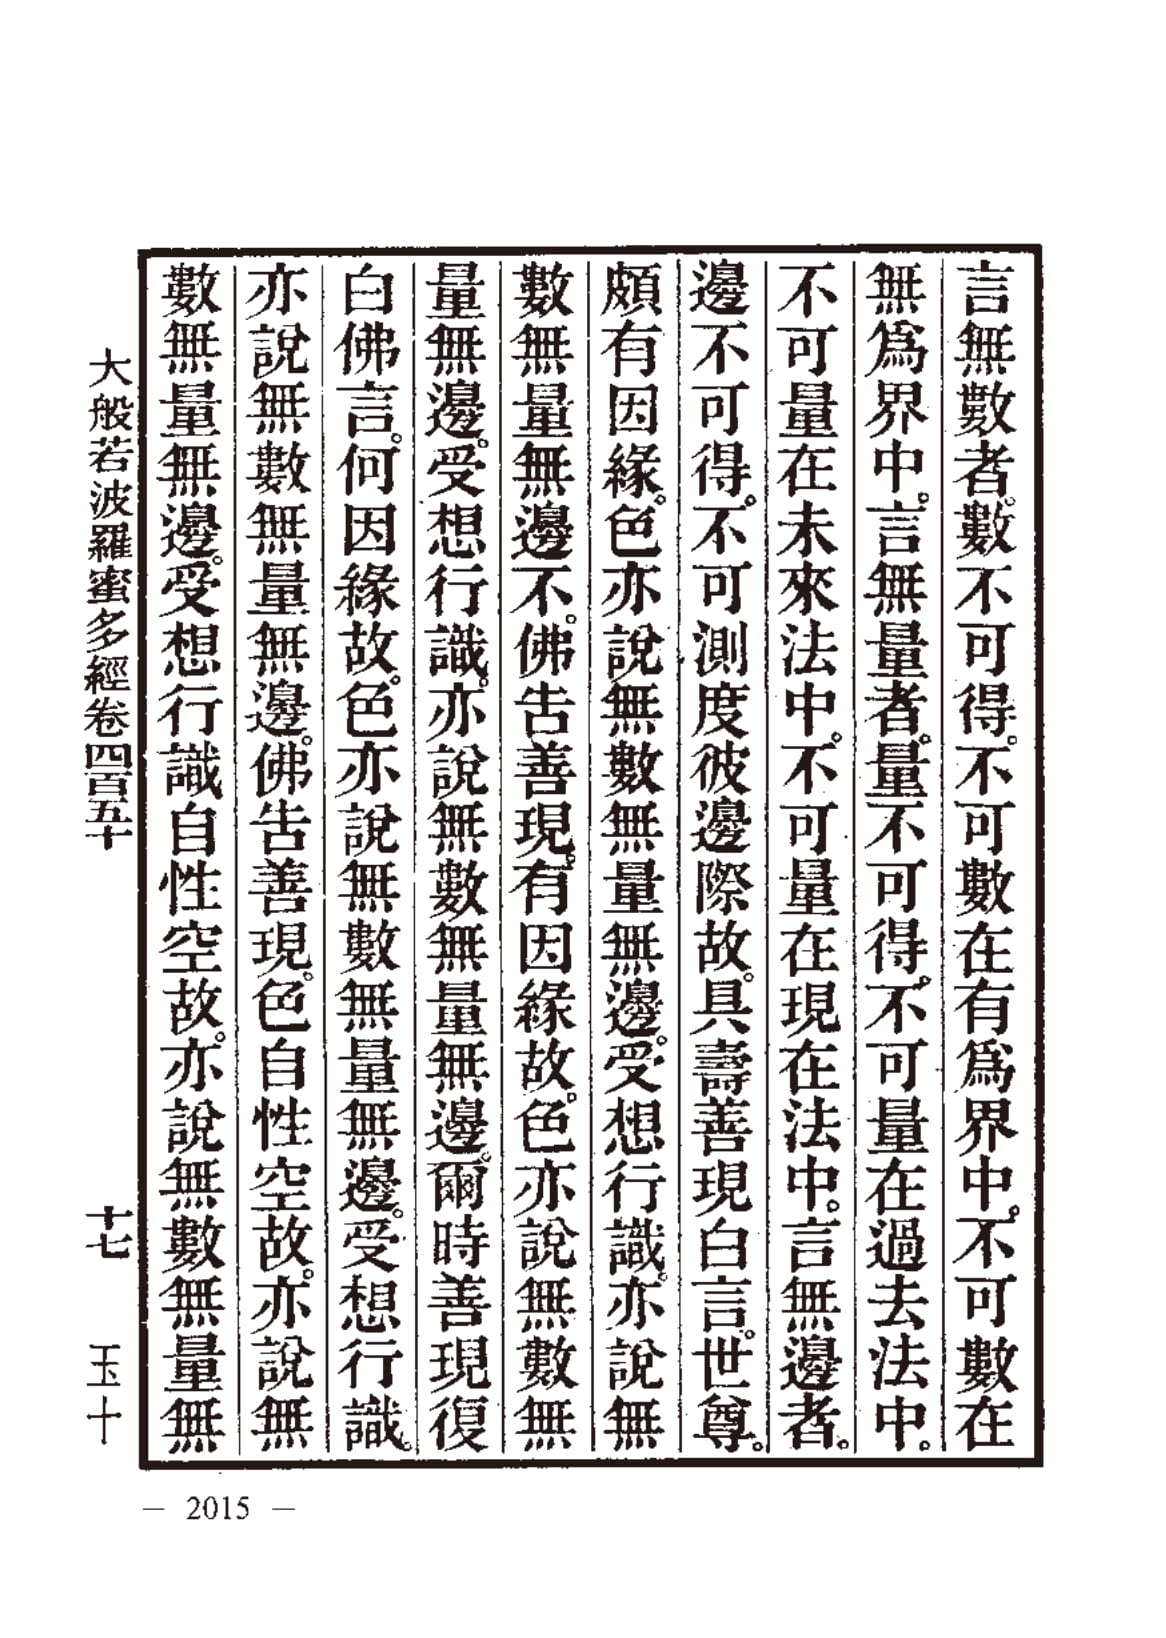 言無數者。數不可得。不可數在有爲界中。不可數在
無爲界中。言無量者。量不可得。不可量在過去法中。
不可量在未來法中。不可量在現在法中。言無邊者。
邊不可得。不可測度彼邊際故。具壽善現白言。世尊。
頗有因緣。色亦說無數無量無邊。受想行識。亦說無
數無量無邊不。佛告善現。有因緣故。色亦說無數無
量無邊。受想行識。亦說無數無量無邊。爾時善現復
白佛言。何因緣故。色亦說無數無量無邊。受想行識。
亦說無數無量無邊。佛告善現。色自性空故。亦說無
數無量無邊。受想行識自性空故。亦說無數無量無
大般若波羅蜜多經卷四百五十 十七 玉十
— 2015 —